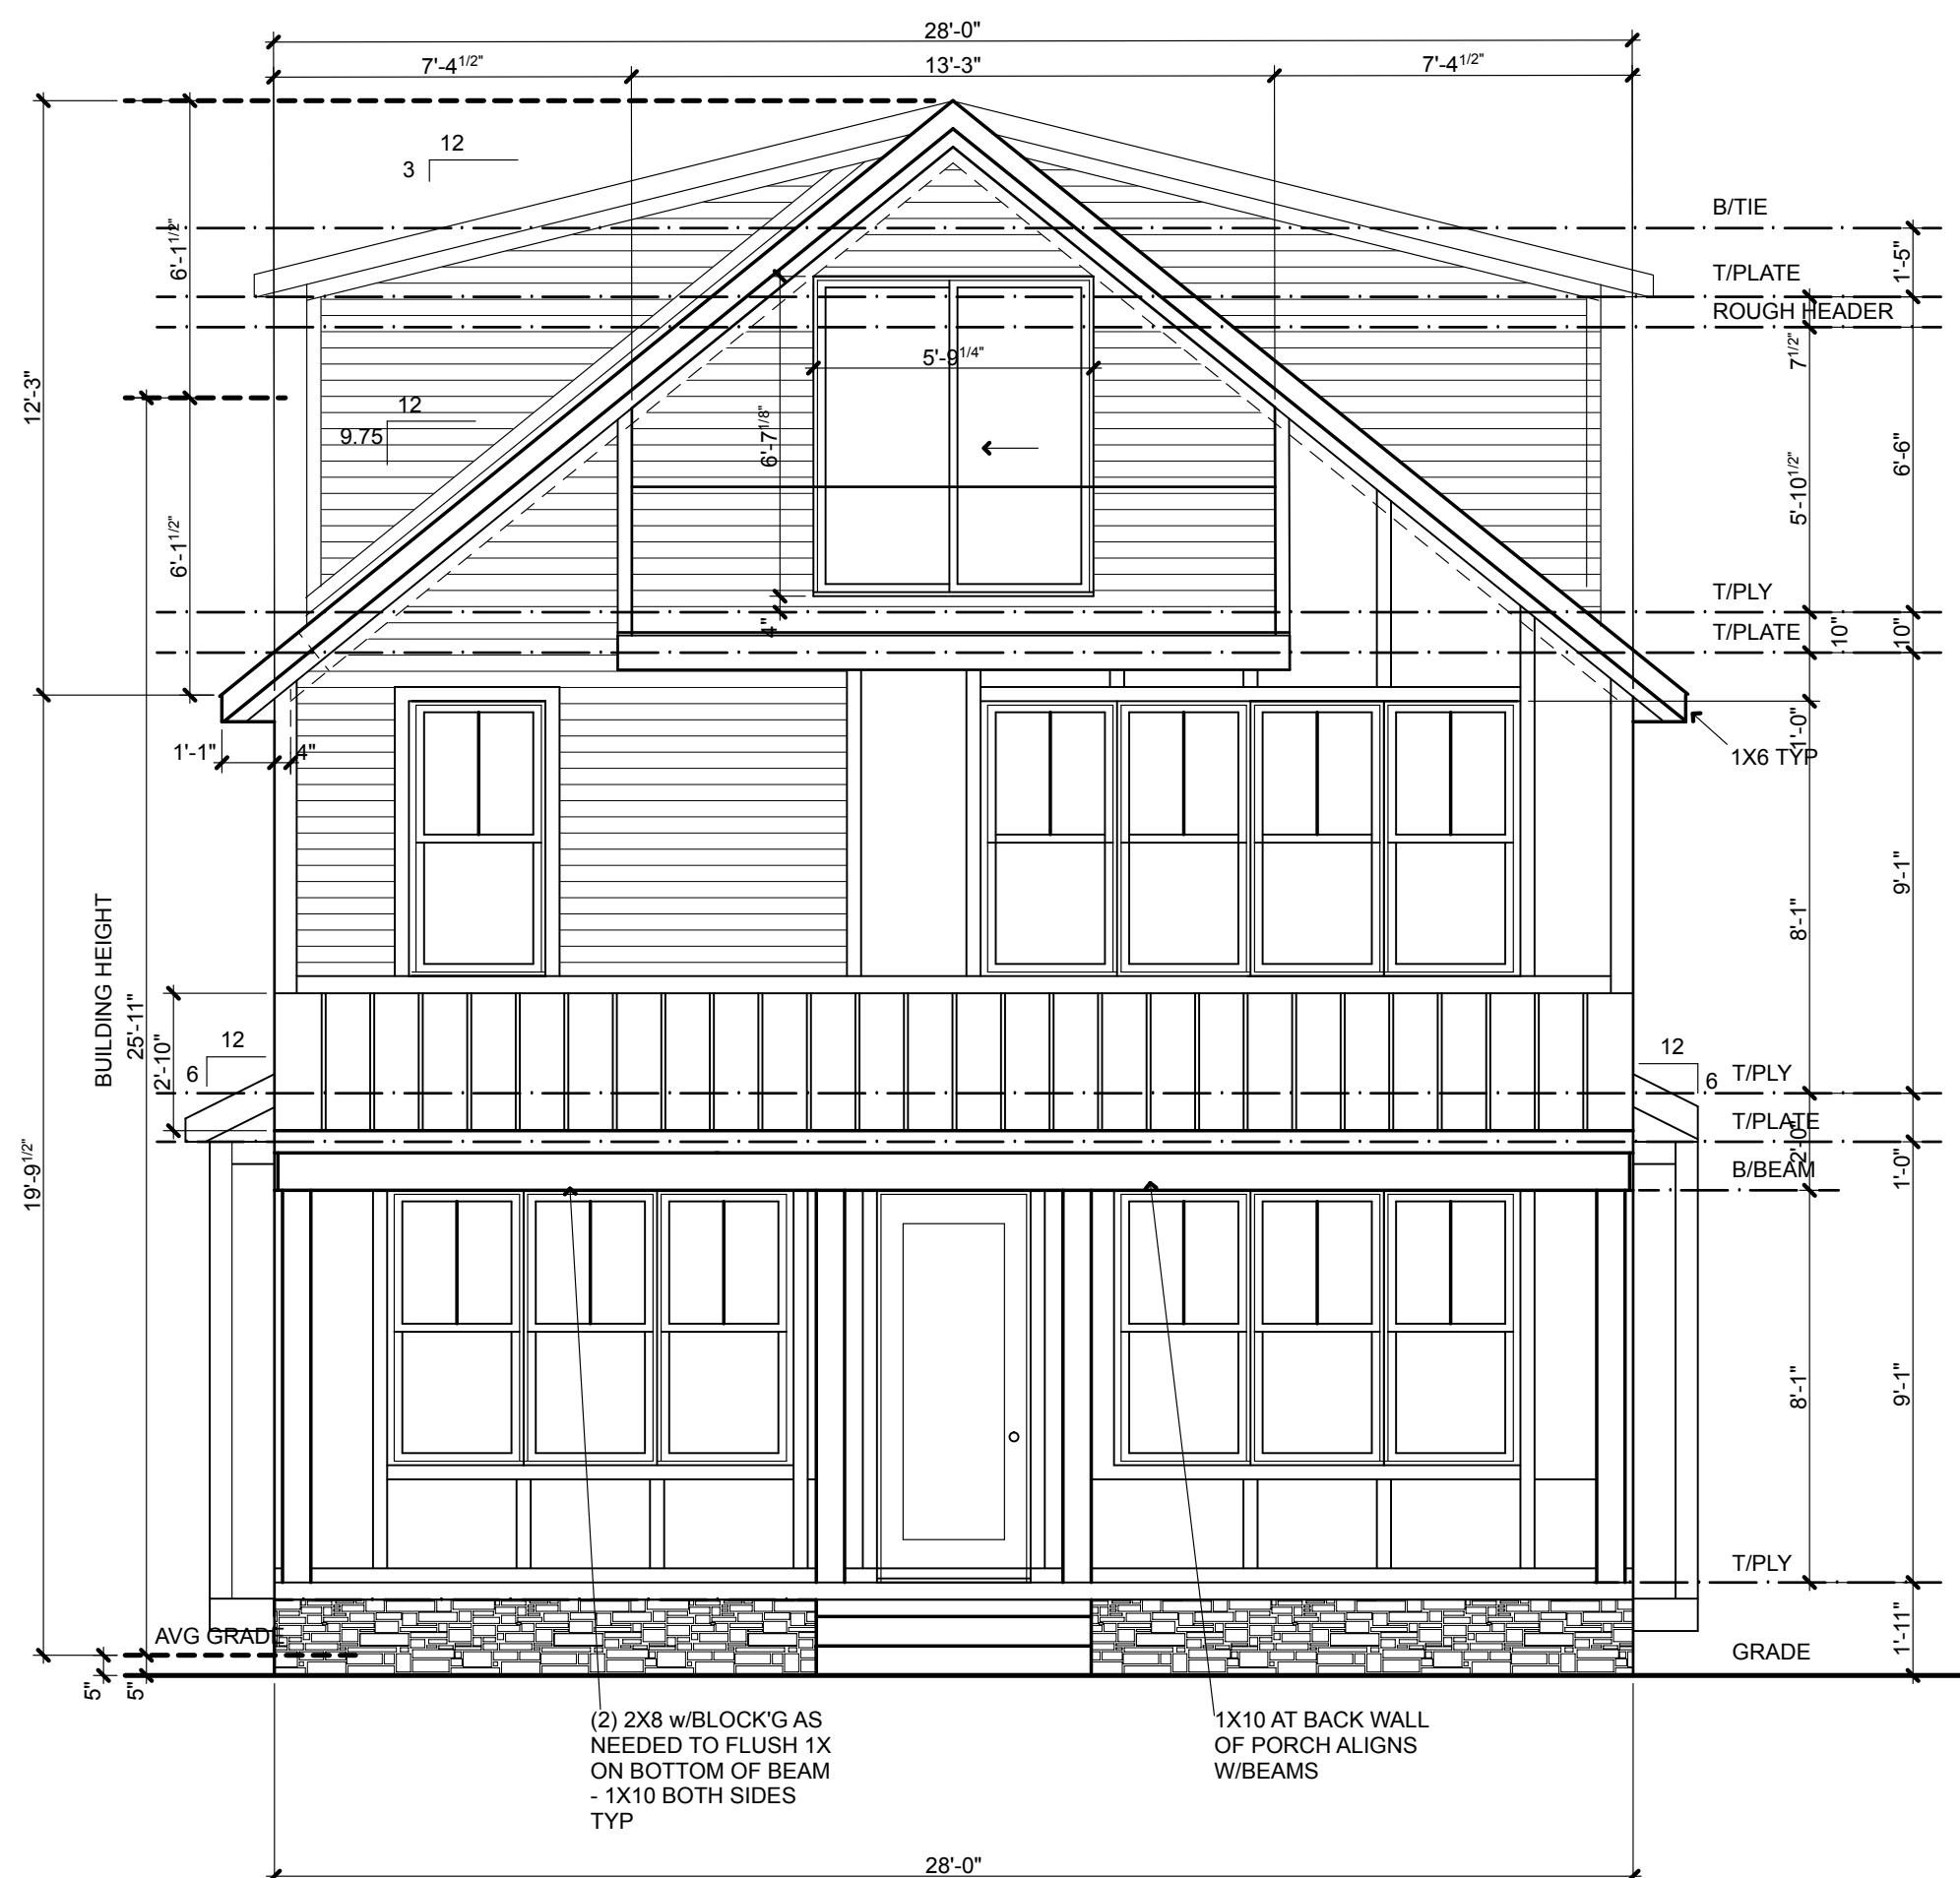 28'-0"
7'-4 1/2"
13'-3"
7'-4 1/2"
12
3
B/TIE
6'-1 1/2"
1'-5"
T/PLATE
ROUGH HEADER
7 1/2"
5'-9 1/4"
12'-3"
12
9.75
6'-7 1/8"
6'-6"
5'-10 1/2"
6'-1 1/2"
T/PLY
4"
T/PLATE
10"
10"
1'-0"
1'-1"
4"
1X6 TYP
9'-1"
8'-1"
BUILDING HEIGHT
25'-11"
2'-10"
12
6
12
6
T/PLY
T/PLATE
2'-0"
1'-0"
B/BEAM
19'-9 1/2"
8'-1"
9'-1"
T/PLY
AVG GRADE
1'-11"
GRADE
5"
5"
(2) 2X8 w/BLOCK'G AS
NEEDED TO FLUSH 1X
ON BOTTOM OF BEAM
- 1X10 BOTH SIDES
TYP
1X10 AT BACK WALL
OF PORCH ALIGNS
W/BEAMS
28'-0"